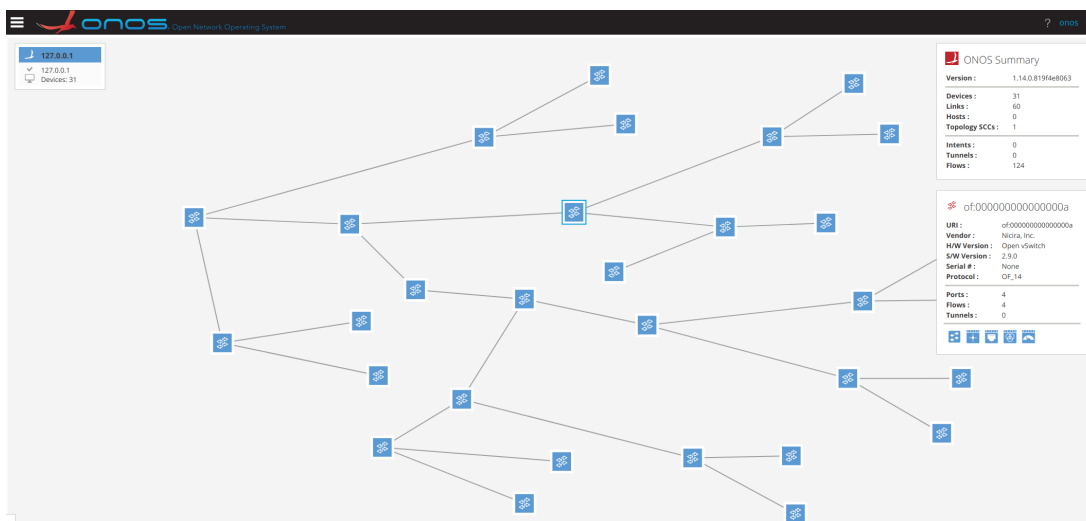 onos Open Network Operating System
? onos
127.0.0.1
127.0.0.1
Devices: 31
ONOS Summary
Version : 1.14.0.819f4e8063
Devices : 31
Links : 60
Hosts : 0
Topology SCCs : 1
Intents : 0
Tunnels : 0
Flows : 124
of:000000000000000a
URI : of:000000000000000a
Vendor : Nicira, Inc.
H/W Version : Open vSwitch
S/W Version : 2.9.0
Serial # : None
Protocol : OF_14
Ports : 4
Flows : 4
Tunnels : 0